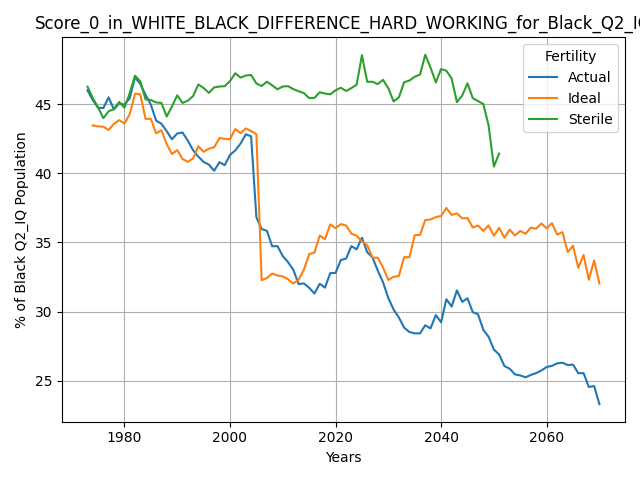 Score_0_in_WHITE_BLACK_DIFFERENCE_HARD_WORKING_for_Black_Q2_IQ
Fertility
Actual
Ideal
Sterile
% of Black Q2_IQ Population
45
40
35
30
25
1980
2000
2020
2040
2060
Years